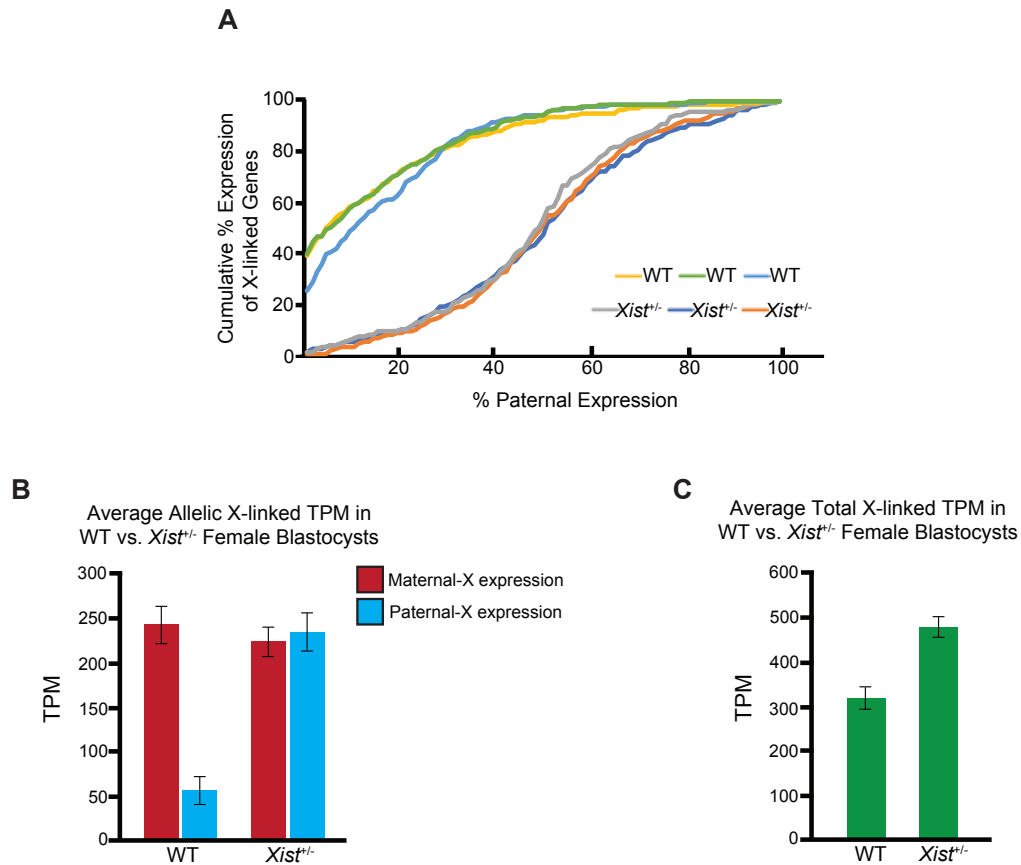 A
Cumulative % Expression
of X-linked Genes
100
80
60
40
20
0
20 40 60 80 100
% Paternal Expression
WT WT WT
Xist+/- Xist+/- Xist+/-
B
Average Allelic X-linked TPM in
WT vs. Xist+/- Female Blastocysts
TPM
300
250
200
150
100
50
0
WT Xist+/-
Maternal-X expression
Paternal-X expression
C
Average Total X-linked TPM in
WT vs. Xist+/- Female Blastocysts
TPM
600
500
400
300
200
100
0
WT Xist+/-